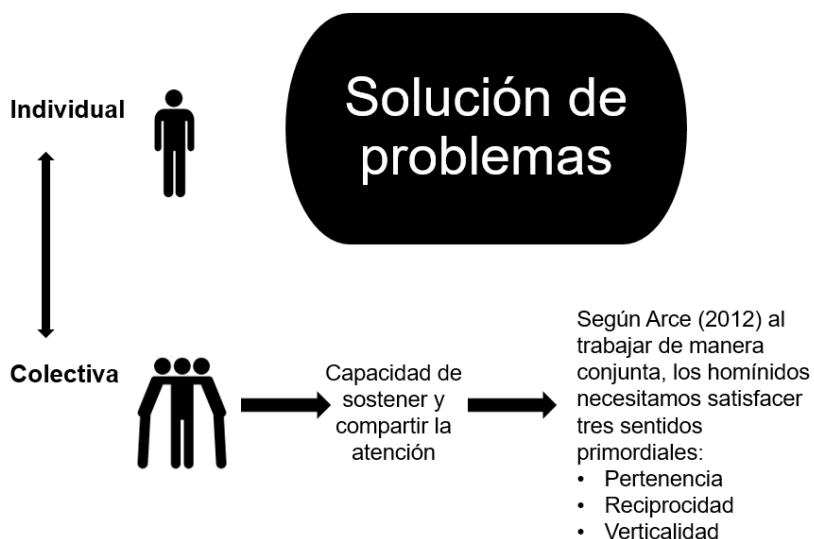 Solución de
problemas
Individual
Colectiva
Capacidad de
sostener y
compartir la
atención
Según Arce (2012) al
trabajar de manera
conjunta, los homínidos
necesitamos satisfacer
tres sentidos
primordiales:
• Pertenencia
• Reciprocidad
• Verticalidad